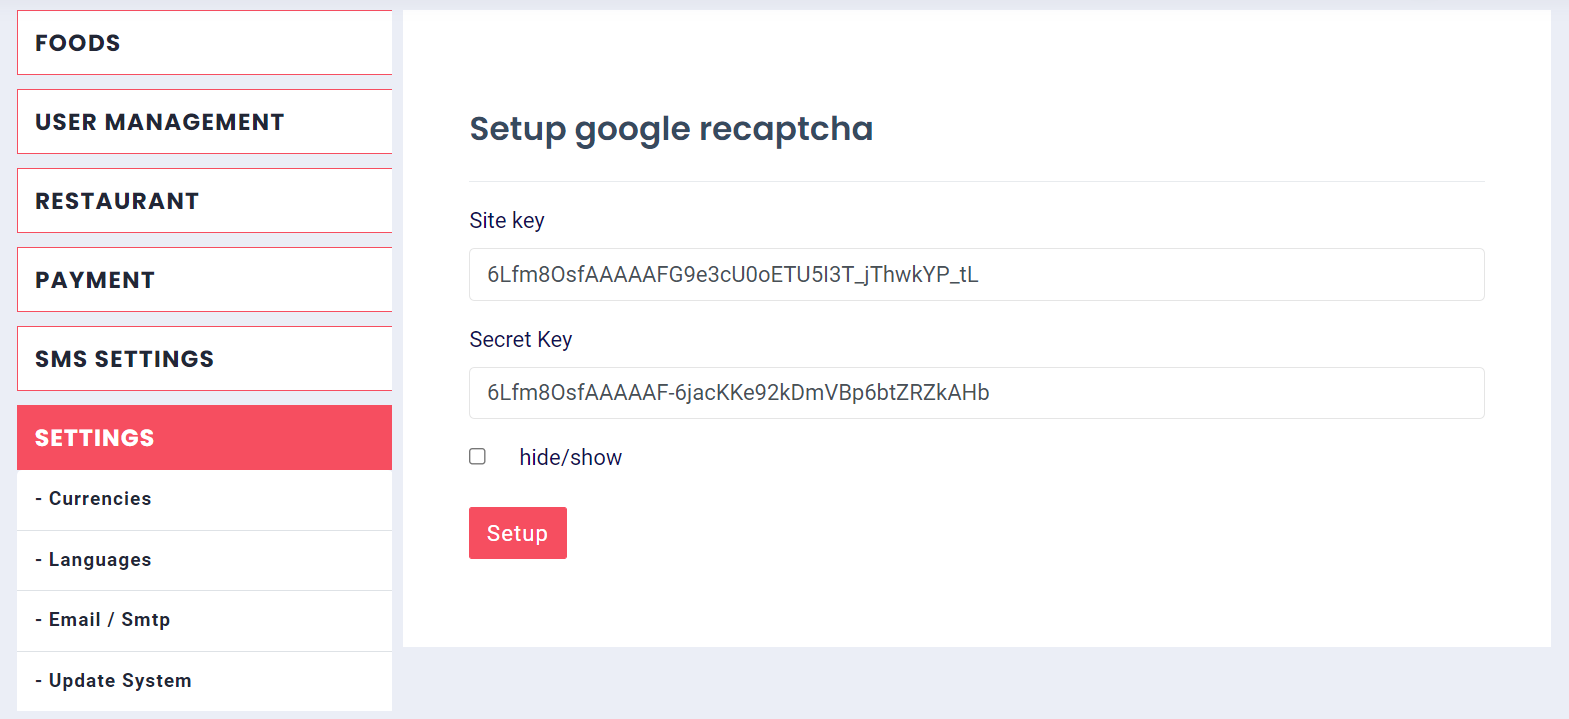 FOODS
USER MANAGEMENT
RESTAURANT
PAYMENT
SMS SETTINGS
SETTINGS
- Currencies
- Languages
- Email / Smtp
- Update System
Setup google recaptcha
Site key
6Lfm8OsfAAAAAFG9e3cU0oETU5I3T_jThwkYP_tL
Secret Key
6Lfm8OsfAAAAAF-6jacKKe92kDmVBp6btZRZkAHb
hide/show
Setup